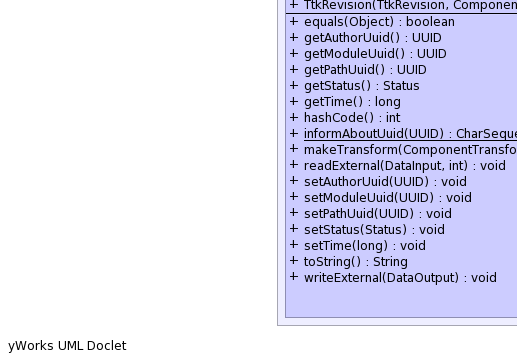 + TtkRevision(TtkRevision, Componen
+ equals(Object) : boolean
+ getAuthorUuid() : UUID
+ getModuleUuid() : UUID
+ getPathUuid() : UUID
+ getStatus() : Status
+ getTime() : long
+ hashCode() : int
+ informAboutUuid(UUID) : CharSeque
+ makeTransform(ComponentTransfo
+ readExternal(DataInput, int) : void
+ setAuthorUuid(UUID) : void
+ setModuleUuid(UUID) : void
+ setPathUuid(UUID) : void
+ setStatus(Status) : void
+ setTime(long) : void
+ toString() : String
+ writeExternal(DataOutput) : void
yWorks UML Doclet